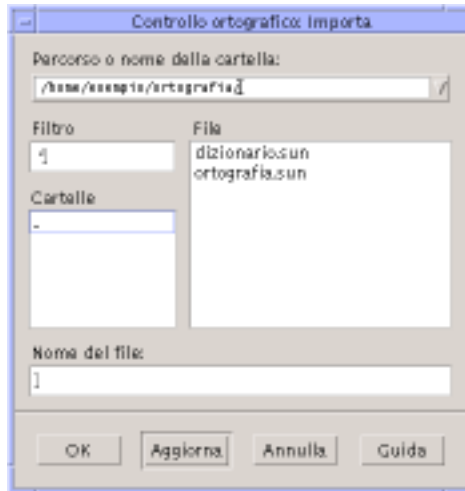 Controllo ortografico: Importa
Percorso o nome della cartella:
/home/esempio/ortografia/
Filtro
File
dizionario.sun
ortografia.sun
Cartelle
Nome del file:
OK
Aggiorna
Annulla
Guida